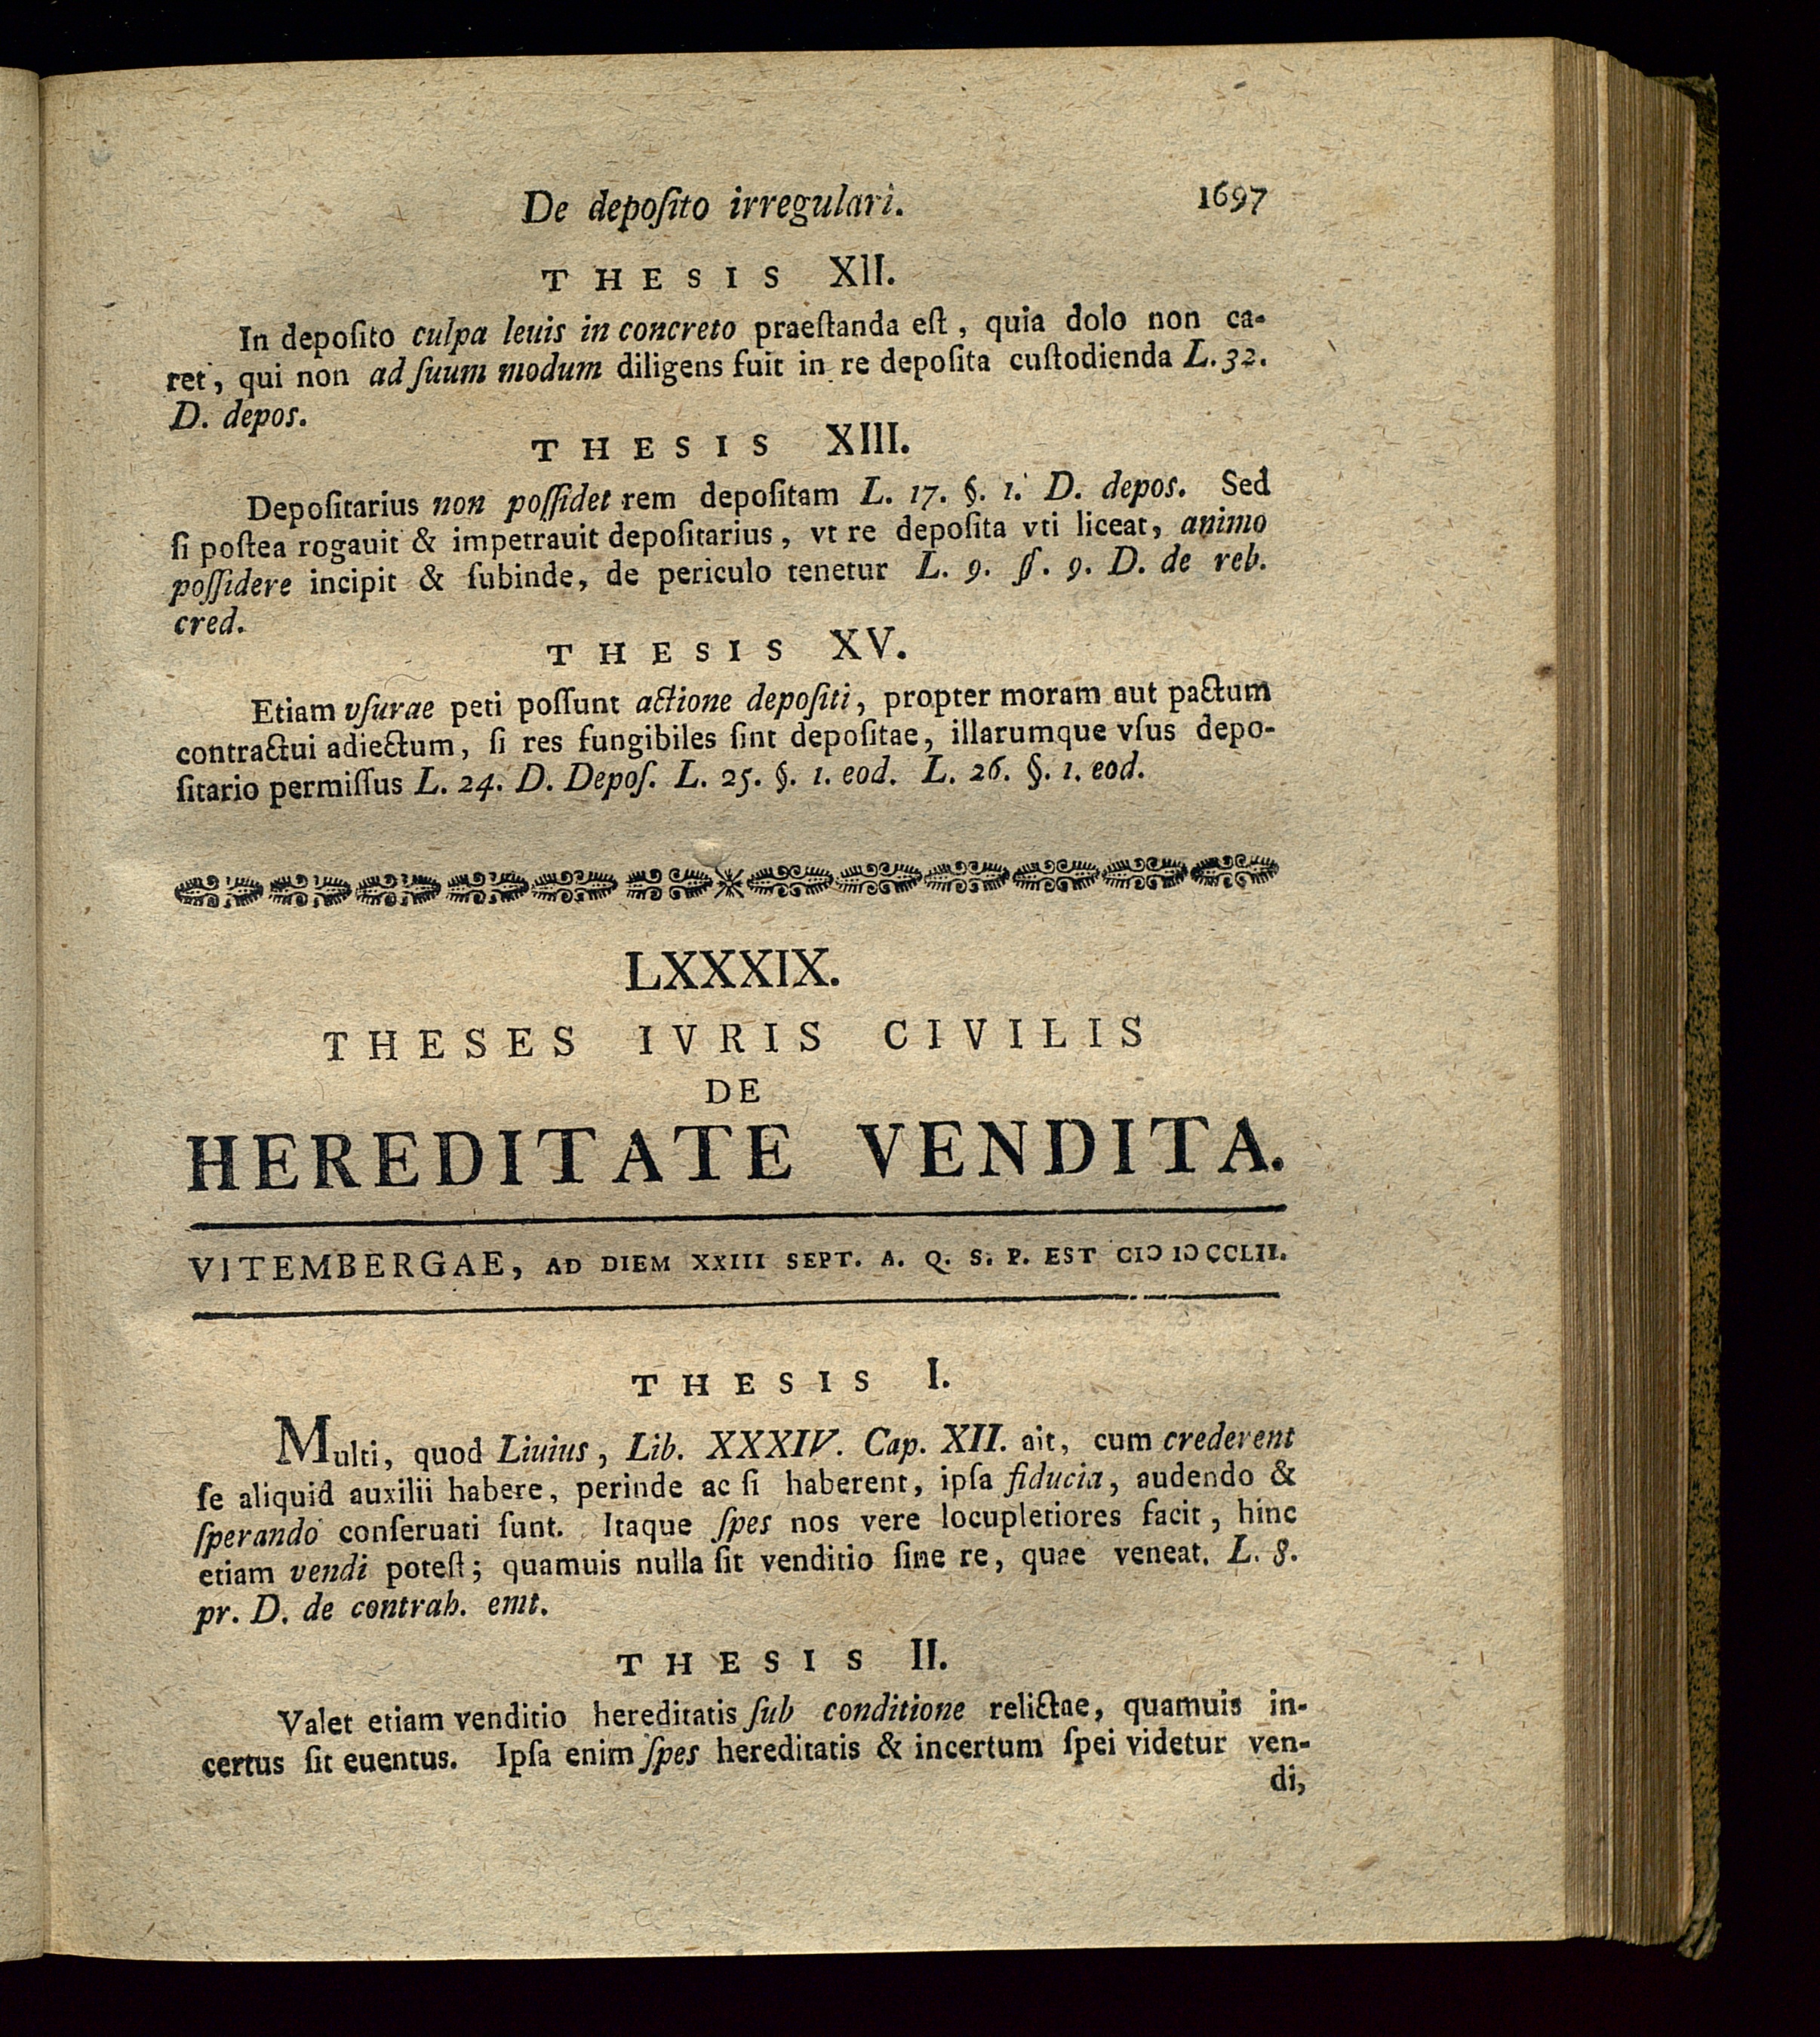 De depoſito irregulari. 1697
THESIS XII.
In depoſito culpa leuis in concreto praeſtanda eſt, quia dolo non ca-
ret, qui non ad ſuum modum diligens fuit in re depoſita cuſtodienda L. 32.
D. depos.
THESIS XIII.
Depoſitarius non poſſidet rem depoſitam L. 17. §. 1. D. depos. Sed
ſi poſtea rogauit & impetrauit depoſitarius, vt re depoſita vti liceat, animo
poſſidere incipit & ſubinde, de periculo tenetur L. 9. §. 9. D. de reb.
cred.
THESIS XV.
Etiam vſurae peti poſſunt actione depoſiti, propter moram aut pactum
contractui adiectum, ſi res fungibiles ſint depoſitae, illarumque vſus depo-
ſitario permiſſus L. 24. D. Depoſ. L. 25. §. 1. eod. L. 26. §. 1. eod.
LXXXIX.
THESES IVRIS CIVILIS
DE
HEREDITATE VENDITA.
VITEMBERGAE, AD DIEM XXIII SEPT. A. Q. S. P. EST CIↃ IↃCCLII.
THESIS I.
Multi, quod Liuius, Lib. XXXIV. Cap. XII. ait, cum crederent
ſe aliquid auxilii habere, perinde ac ſi haberent, ipſa fiducia, audendo &
ſperando conſeruati ſunt. Itaque ſpes nos vere locupletiores facit, hinc
etiam vendi poteſt; quamuis nulla ſit venditio ſine re, quae veneat. L. 8.
pr. D. de contrah. emt.
THESIS II.
Valet etiam venditio hereditatis ſub conditione relictae, quamuis in-
certus ſit euentus. Ipſa enim ſpes hereditatis & incertum ſpei videtur ven-
di,